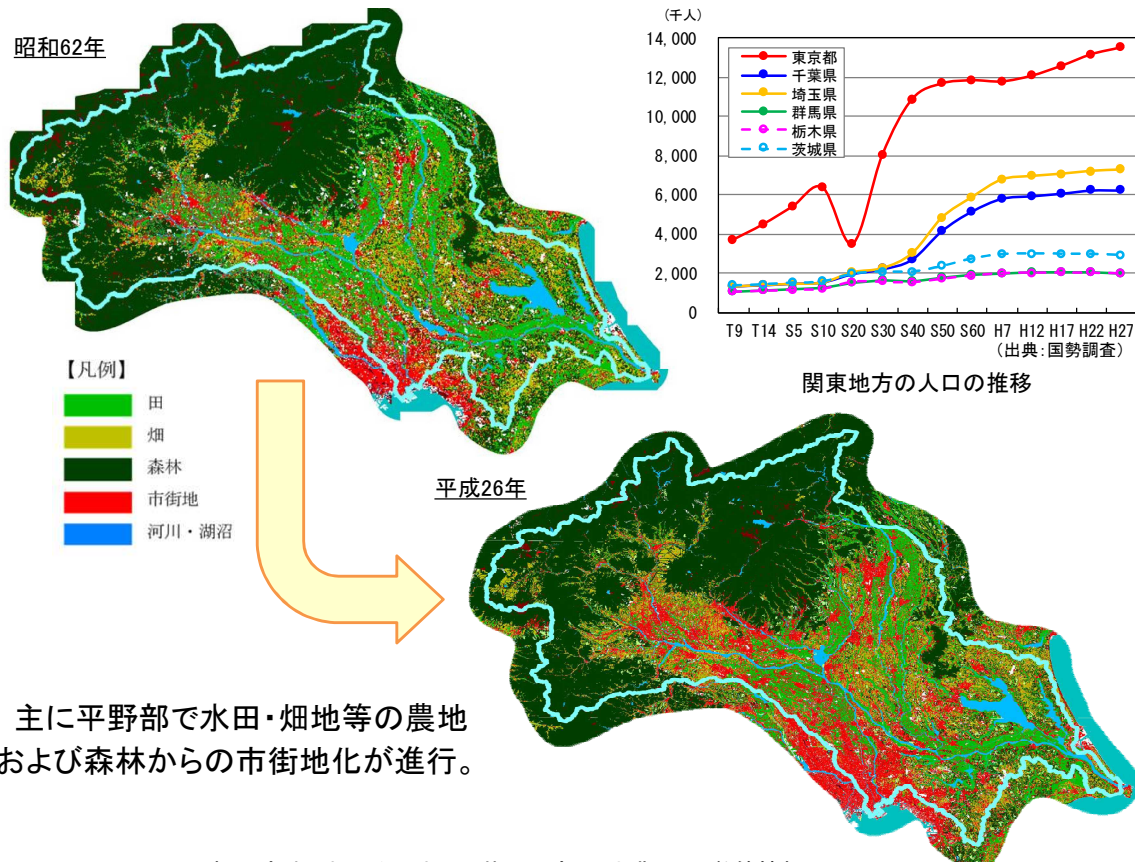 昭和62年
(千人)
14,000
12,000
10,000
8,000
6,000
4,000
2,000
0
東京都
千葉県
埼玉県
群馬県
栃木県
茨城県
T9 T14 S5 S10 S20 S30 S40 S50 S60 H7 H12 H17 H22 H27
(出典:国勢調査)
関東地方の人口の推移
【凡例】
田
畑
森林
市街地
河川・湖沼
平成26年
主に平野部で水田・畑地等の農地
および森林からの市街地化が進行。